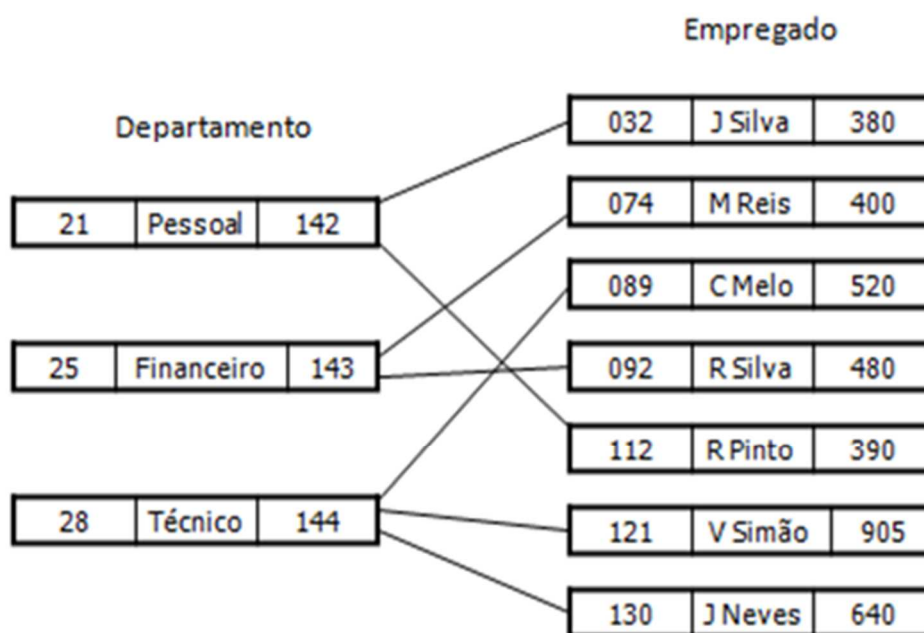 Empregado
Departamento
032 J Silva 380
074 M Reis 400
21 Pessoal 142
089 C Melo 520
25 Financeiro 143
092 R Silva 480
112 R Pinto 390
28 Técnico 144
121 V Simão 905
130 J Neves 640